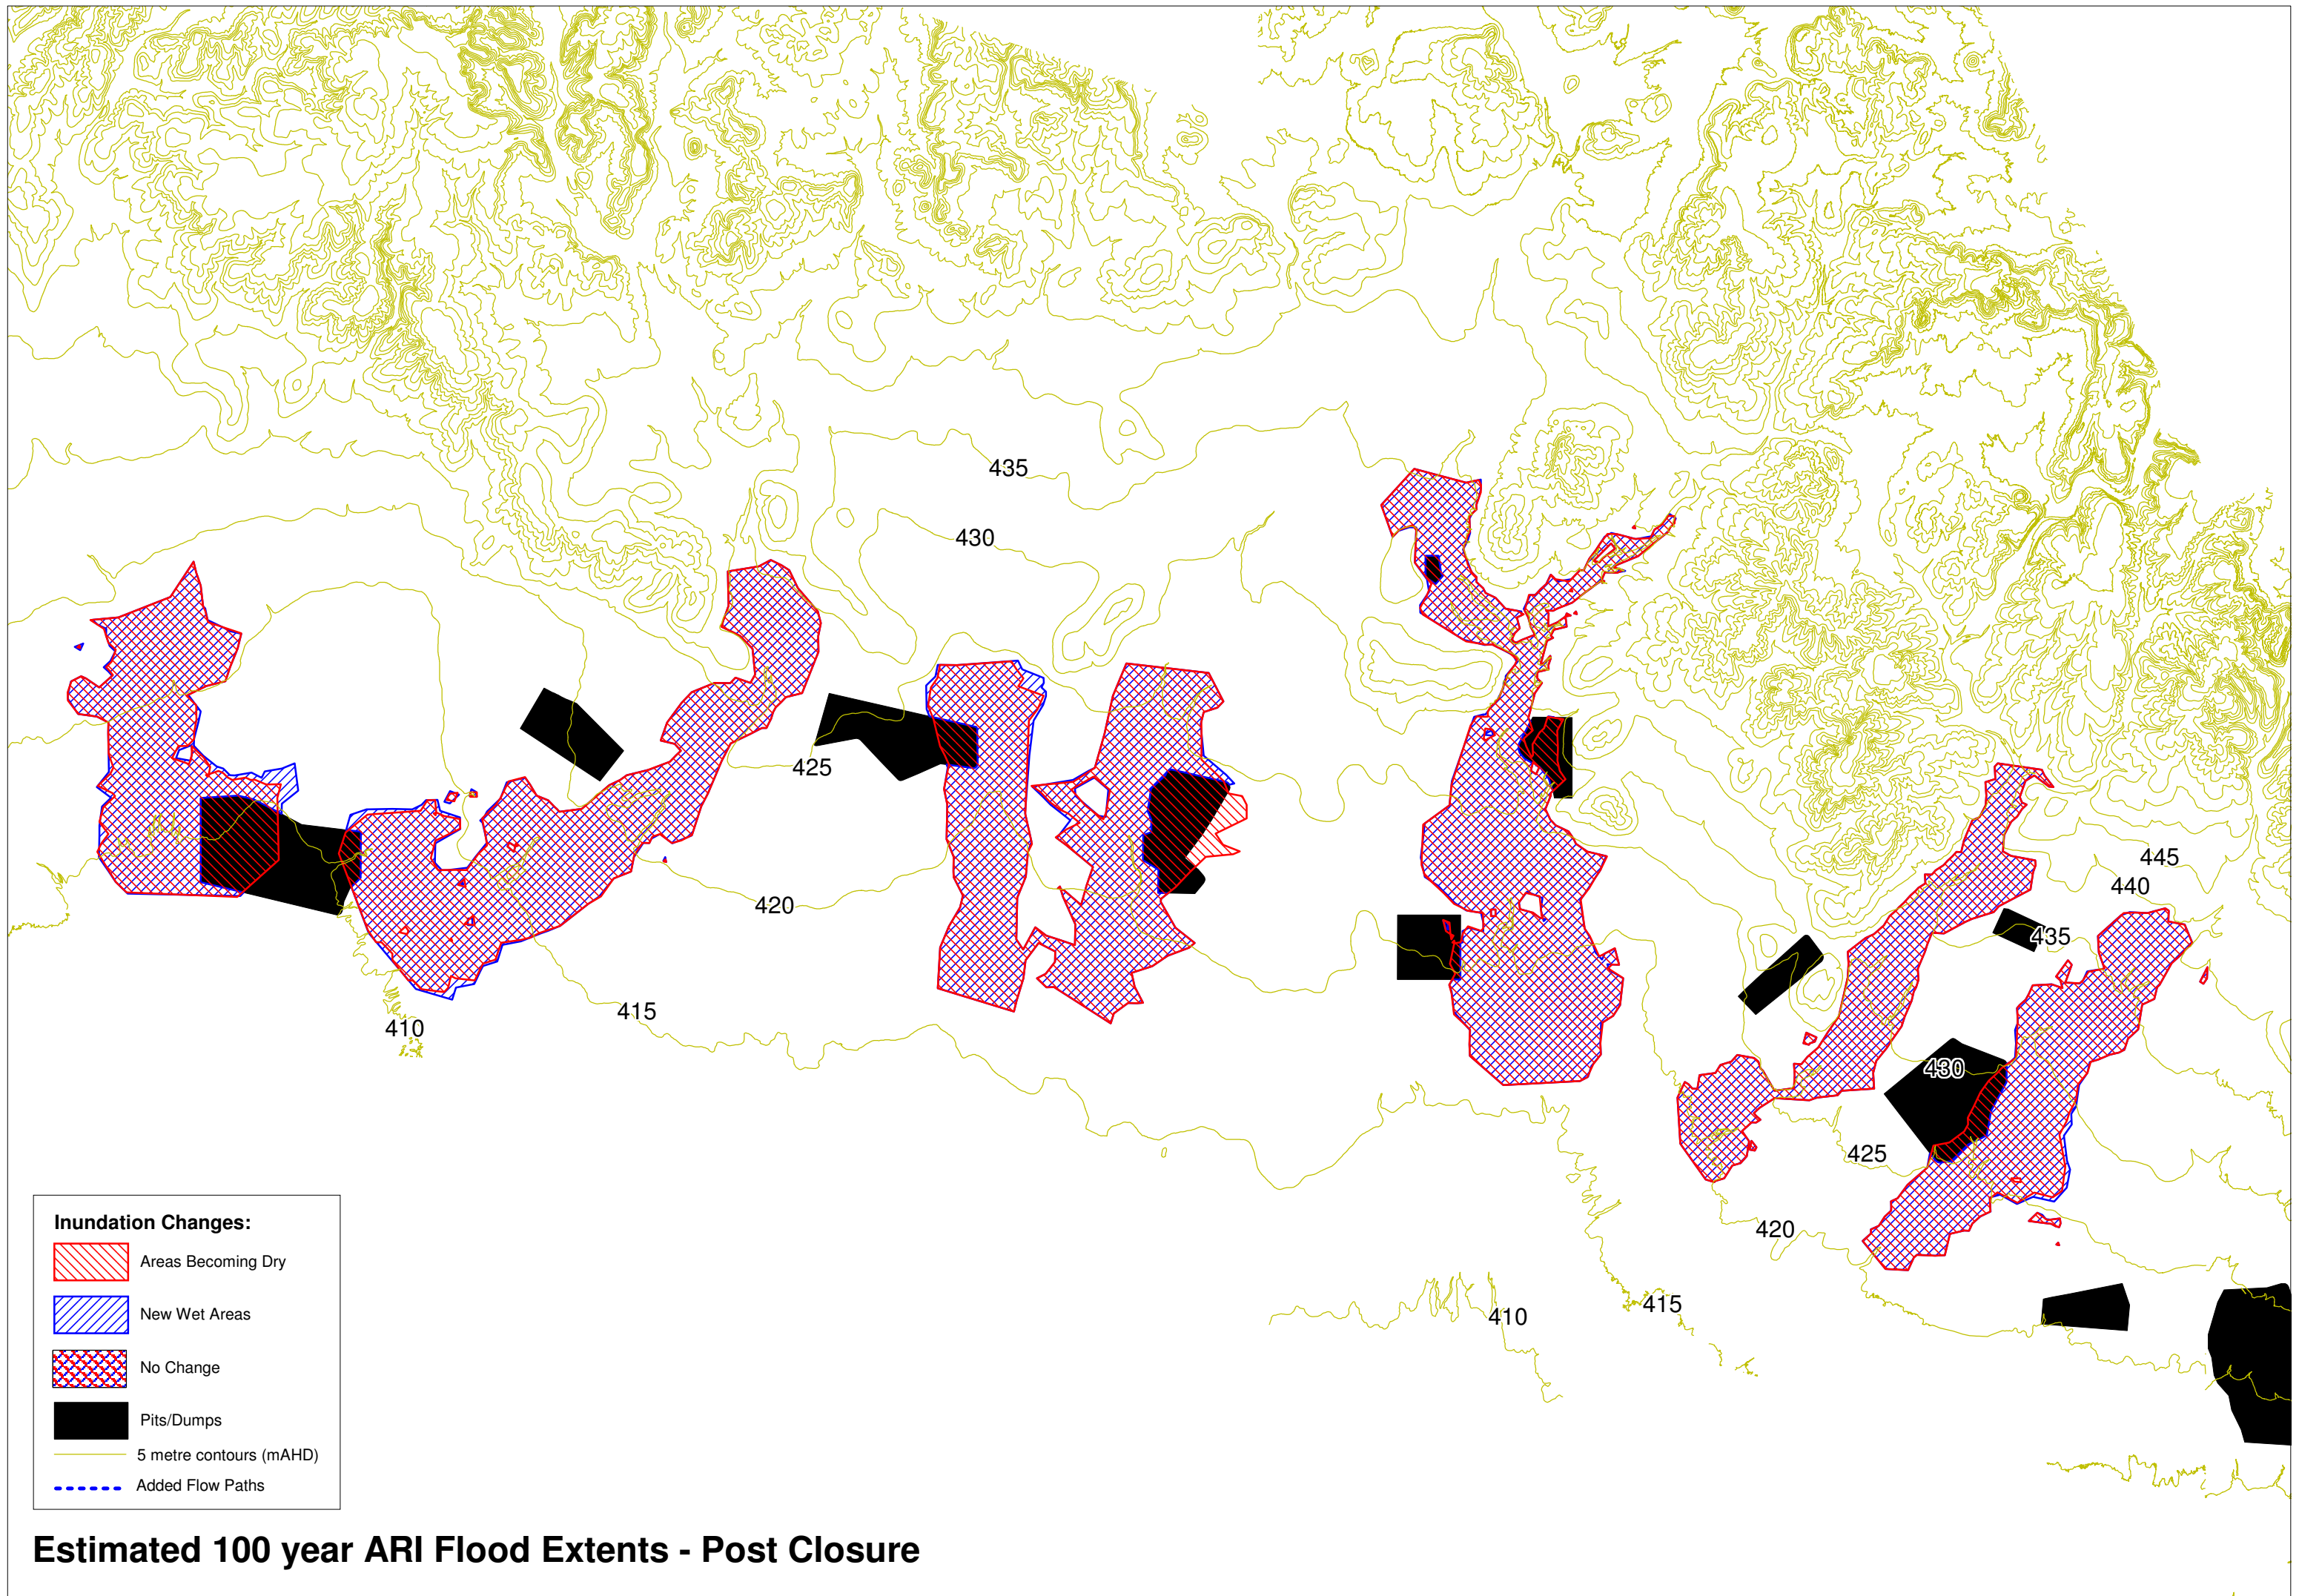 435
430
425
420
415
410
445
440
435
430
425
420
415
410
Inundation Changes:
Areas Becoming Dry
New Wet Areas
No Change
Pits/Dumps
5 metre contours (mAHD)
Added Flow Paths
Estimated 100 year ARI Flood Extents - Post Closure